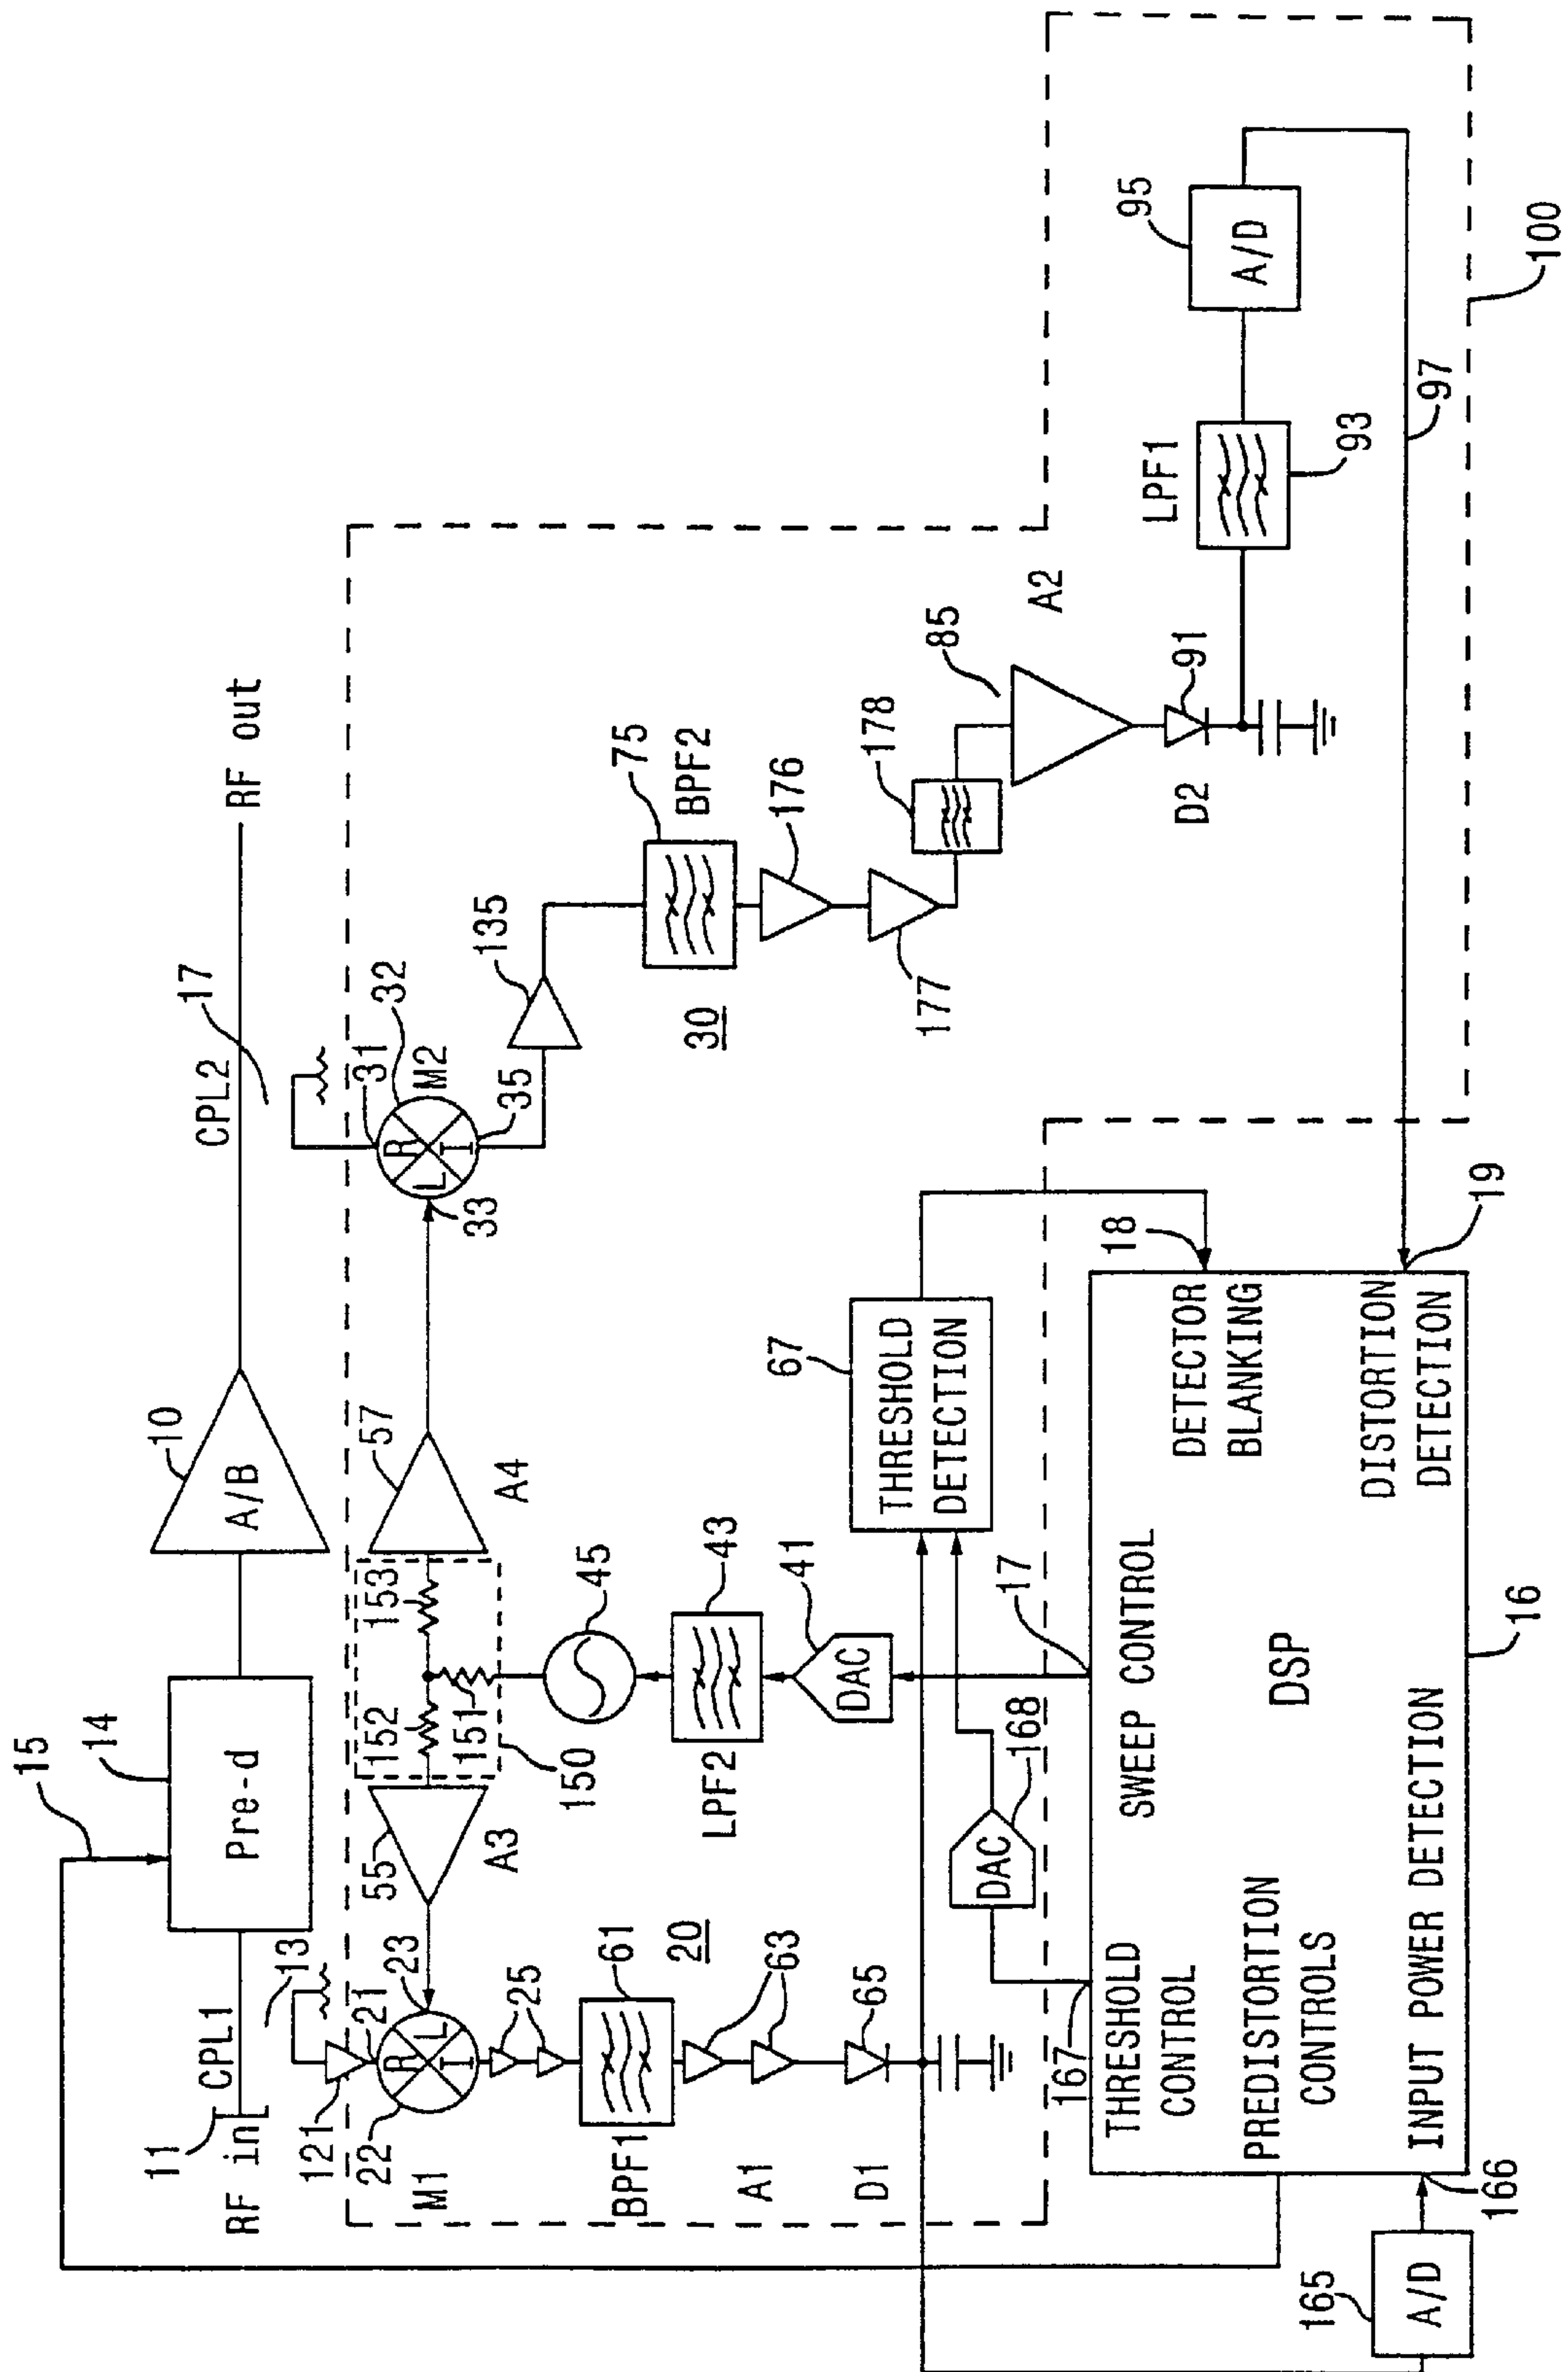 15
14
Pre-d
10
A/B
CPL2
17
RF out
11
RF in
CPL1
13
121
21
22
R
L
I
23
M1
25
BPF1
61
20
63
A1
65
D1
55
A3
152
153
151
150
57
A4
45
43
LPF2
41
DAC
31
R
L
I
32
M2
33
35
135
30
75
BPF2
176
177
178
85
A2
91
D2
LPF1
93
95
A/D
97
100
67
THRESHOLD
DETECTION
168
DAC
167
17
18
19
THRESHOLD
CONTROL
SWEEP CONTROL
DETECTOR
BLANKING
PREDISTORTION
CONTROLS
DSP
INPUT POWER DETECTION
DISTORTION
DETECTION
16
165
A/D
166